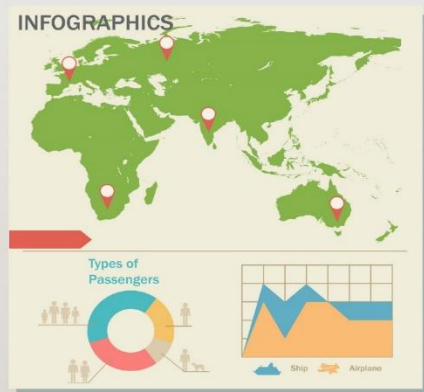 INFOGRAPHICS
Types of
Passengers
Ship
Airplane